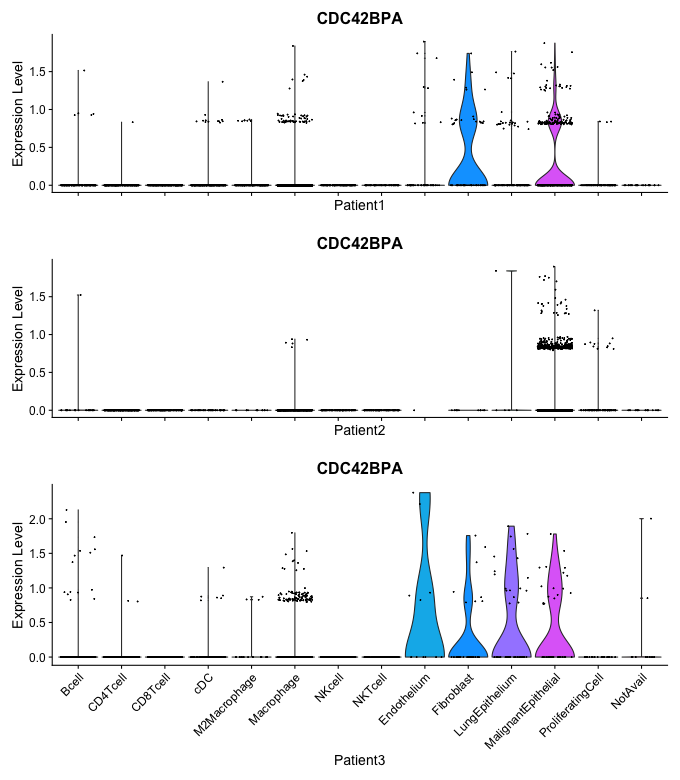 CDC42BPA
Expression Level
1.5
1.0
0.5
0.0
Patient1
CDC42BPA
Expression Level
1.5
1.0
0.5
0.0
Patient2
CDC42BPA
Expression Level
2.0
1.5
1.0
0.5
0.0
Bcell
CD4Tcell
CD8Tcell
cDC
M2Macrophage
Macrophage
NKcell
NKTcell
Endothelium
Fibroblast
LungEpithelium
MalignantEpithelial
ProliferatingCell
NotAvail
Patient3